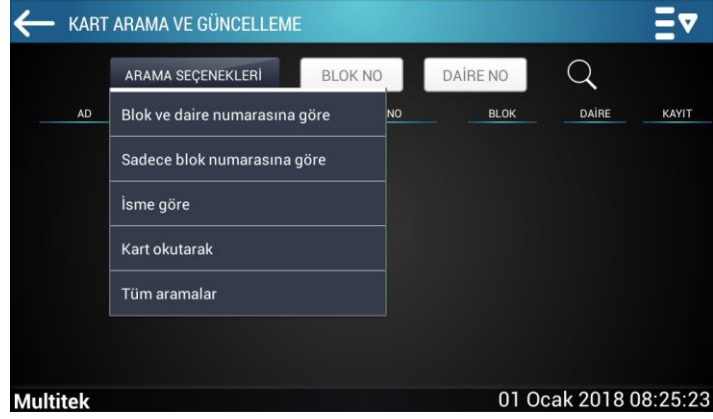 KART ARAMA VE GÜNCELLEME
ARAMA SEÇENEKLERİ BLOK NO DAİRE NO
AD NO BLOK DAİRE KAYIT
Blok ve daire numarasına göre
Sadece blok numarasına göre
İsme göre
Kart okutarak
Tüm aramalar
Multitek 01 Ocak 2018 08:25:23